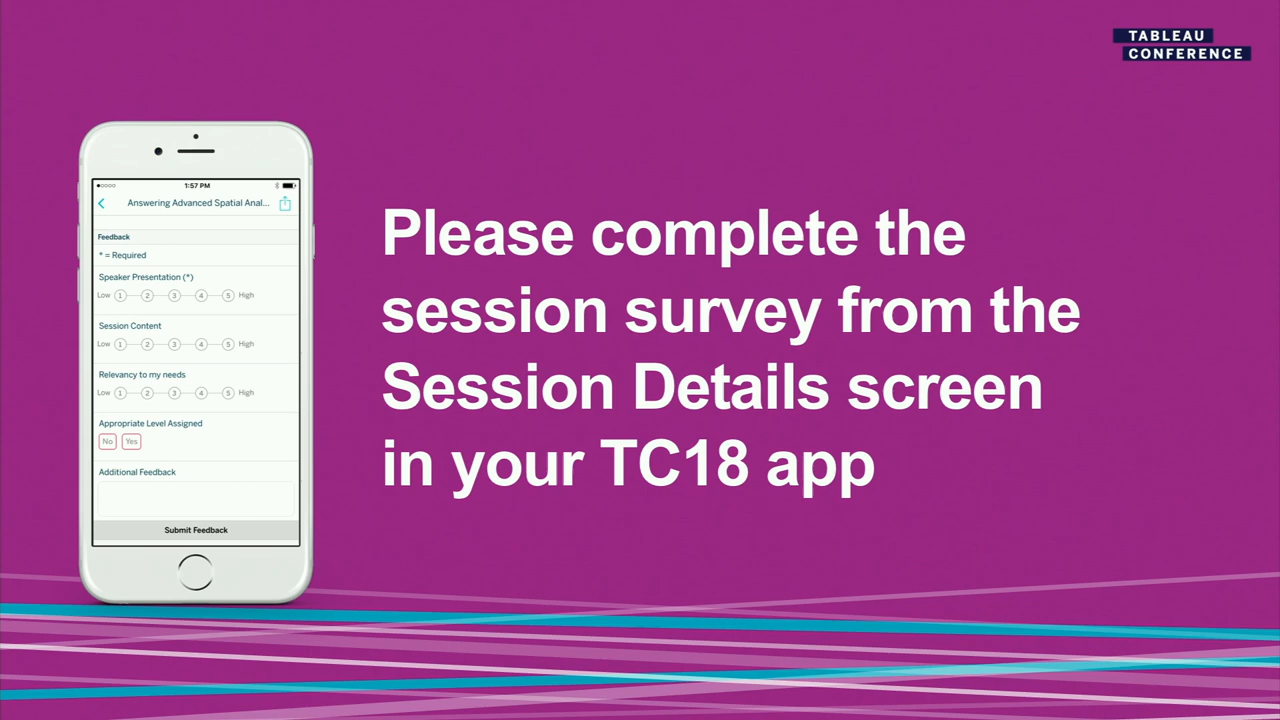 TABLEAU
CONFERENCE
1:57 PM
Answering Advanced Spatial Anal...
Feedback
* = Required
Speaker Presentation (*)
Low 1 2 3 4 5 High
Session Content
Low 1 2 3 4 5 High
Relevancy to my needs
Low 1 2 3 4 5 High
Appropriate Level Assigned
No Yes
Additional Feedback
Submit Feedback
Please complete the
session survey from the
Session Details screen
in your TC18 app